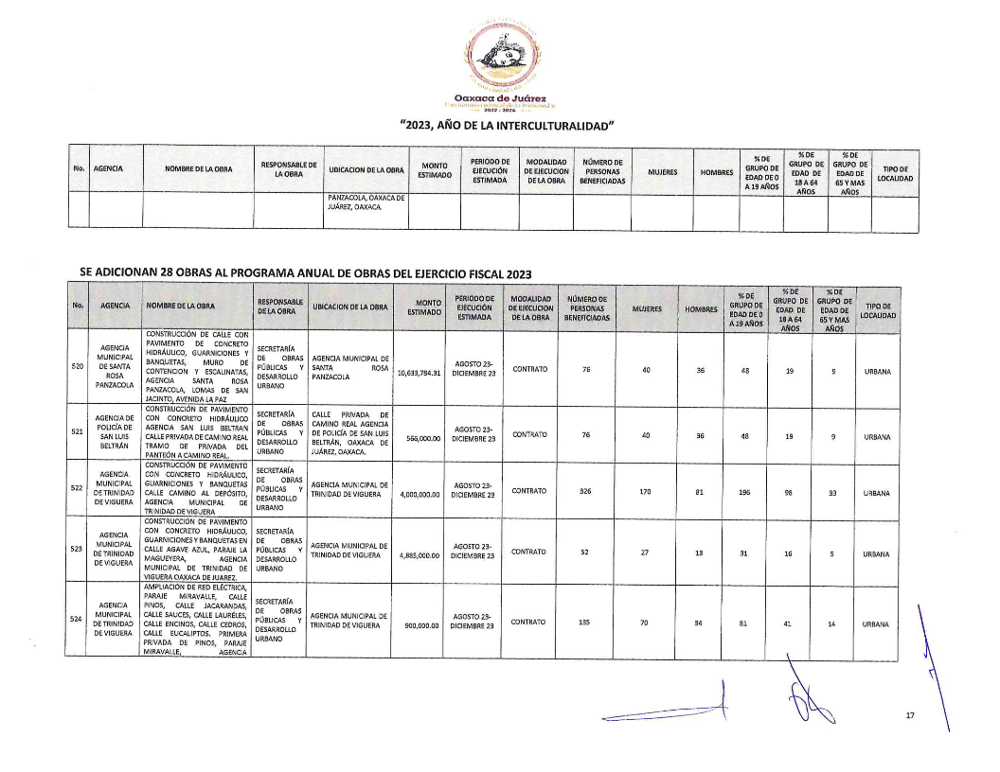 Oaxaca de Juárez
2022 - 2024
"2023, AÑO DE LA INTERCULTURALIDAD"
No. AGENCIA NOMBRE DE LA OBRA RESPONSABLE DE LA OBRA UBICACION DE LA OBRA MONTO ESTIMADO PERIODO DE EJECUCIÓN ESTIMADA MODALIDAD DE EJECUCION DE LA OBRA NÚMERO DE PERSONAS BENEFICIADAS MUJERES HOMBRES % DE GRUPO DE EDAD DE 0 A 19 AÑOS % DE GRUPO DE EDAD DE 18 A 64 AÑOS % DE GRUPO DE EDAD DE 65 Y MAS AÑOS TIPO DE LOCALIDAD
PANZACOLA, OAXACA DE
JUÁREZ, OAXACA.
SE ADICIONAN 28 OBRAS AL PROGRAMA ANUAL DE OBRAS DEL EJERCICIO FISCAL 2023
No. AGENCIA NOMBRE DE LA OBRA RESPONSABLE DE LA OBRA UBICACION DE LA OBRA MONTO ESTIMADO PERIODO DE EJECUCIÓN ESTIMADA MODALIDAD DE EJECUCION DE LA OBRA NÚMERO DE PERSONAS BENEFICIADAS MUJERES HOMBRES % DE GRUPO DE EDAD DE 0 A 19 AÑOS % DE GRUPO DE EDAD DE 18 A 64 AÑOS % DE GRUPO DE EDAD DE 65 Y MAS AÑOS TIPO DE LOCALIDAD
520
AGENCIA
MUNICIPAL
DE SANTA
ROSA
PANZACOLA
CONSTRUCCIÓN DE CALLE CON
PAVIMENTO DE CONCRETO
HIDRÁULICO, GUARNICIONES Y
BANQUETAS, MURO DE
CONTENCION Y ESCALINATAS,
AGENCIA SANTA ROSA
PANZACOLA, LOMAS DE SAN
JACINTO, AVENIDA LA PAZ
SECRETARÍA
DE OBRAS
PÚBLICAS Y
DESARROLLO
URBANO
AGENCIA MUNICIPAL DE
SANTA ROSA
PANZACOLA
10,633,784.31
AGOSTO 23-
DICIEMBRE 23
CONTRATO 76 40 36 48 19 9 URBANA
521
AGENCIA DE
POLICÍA DE
SAN LUIS
BELTRÁN
CONSTRUCCIÓN DE PAVIMENTO
CON CONCRETO HIDRÁULICO
AGENCIA SAN LUIS BELTRAN
CALLE PRIVADA DE CAMINO REAL
TRAMO DE PRIVADA DEL
PANTEÓN A CAMINO REAL.
SECRETARÍA
DE OBRAS
PÚBLICAS Y
DESARROLLO
URBANO
CALLE PRIVADA DE
CAMINO REAL AGENCIA
DE POLICÍA DE SAN LUIS
BELTRÁN, OAXACA DE
JUÁREZ, OAXACA.
566,000.00
AGOSTO 23-
DICIEMBRE 23
CONTRATO 76 40 36 48 19 9 URBANA
522
AGENCIA
MUNICIPAL
DE TRINIDAD
DE VIGUERA
CONSTRUCCIÓN DE PAVIMENTO
CON CONCRETO HIDRÁULICO,
GUARNICIONES Y BANQUETAS
CALLE CAMINO AL DEPÓSITO,
AGENCIA MUNICIPAL DE
TRINIDAD DE VIGUERA
SECRETARÍA
DE OBRAS
PÚBLICAS Y
DESARROLLO
URBANO
AGENCIA MUNICIPAL DE
TRINIDAD DE VIGUERA
4,000,000.00
AGOSTO 23-
DICIEMBRE 23
CONTRATO 326 170 81 196 98 33 URBANA
523
AGENCIA
MUNICIPAL
DE TRINIDAD
DE VIGUERA
CONSTRUCCIÓN DE PAVIMENTO
CON CONCRETO HIDRÁULICO,
GUARNICIONES Y BANQUETAS EN
CALLE AGAVE AZUL, PARAJE LA
MAGUEYERA, AGENCIA
MUNICIPAL DE TRINIDAD DE
VIGUERA OAXACA DE JUAREZ.
SECRETARÍA
DE OBRAS
PÚBLICAS Y
DESARROLLO
URBANO
AGENCIA MUNICIPAL DE
TRINIDAD DE VIGUERA
4,885,000.00
AGOSTO 23-
DICIEMBRE 23
CONTRATO 52 27 13 31 16 5 URBANA
524
AGENCIA
MUNICIPAL
DE TRINIDAD
DE VIGUERA
AMPLIACIÓN DE RED ELÉCTRICA,
PARAJE MIRAVALLE, CALLE
PINOS, CALLE JACARANDAS,
CALLE SAUCES, CALLE LAURÉLES,
CALLE ENCINOS, CALLE CEDROS,
CALLE EUCALIPTOS. PRIMERA
PRIVADA DE PINOS, PARAJE
MIRAVALLE, AGENCIA
SECRETARÍA
DE OBRAS
PÚBLICAS Y
DESARROLLO
URBANO
AGENCIA MUNICIPAL DE
TRINIDAD DE VIGUERA
900,000.00
AGOSTO 23-
DICIEMBRE 23
CONTRATO 135 70 34 81 41 14 URBANA
17